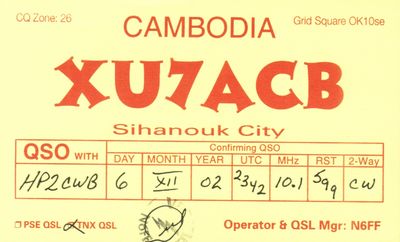 CQ Zone: 26
CAMBODIA
Grid Square OK10se
XU7ACB
Sihanouk City
QSO WITH
Confirming QSO
DAY MONTH YEAR UTC MHz RST 2-Way
HP2CWB 6 XII 02 2342 10.1 599 CW
PSE QSL TNX QSL
Operator & QSL Mgr: N6FF